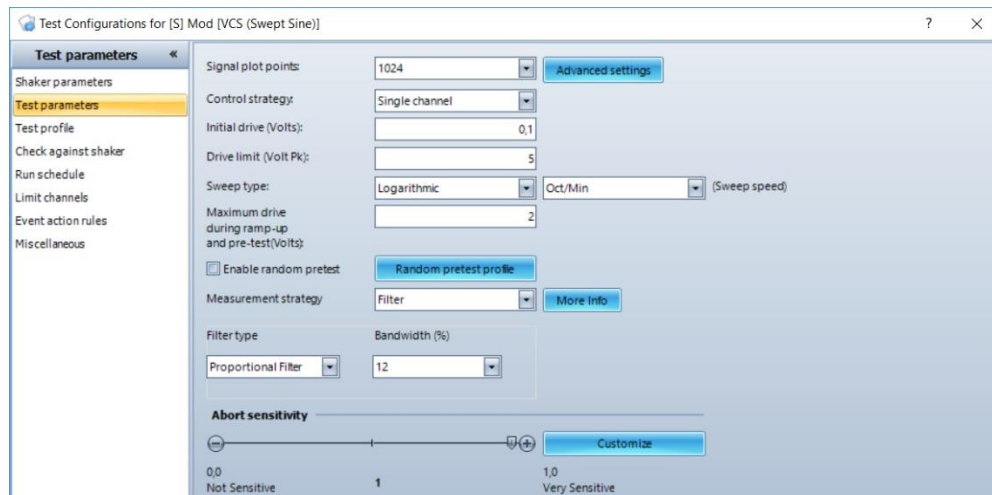 Test Configurations for [S] Mod [VCS (Swept Sine)]
?
Test parameters «
Shaker parameters
Test parameters
Test profile
Check against shaker
Run schedule
Limit channels
Event action rules
Miscellaneous
Signal plot points: 1024 Advanced settings
Control strategy: Single channel
Initial drive (Volts): 0,1
Drive limit (Volt Pk): 5
Sweep type: Logarithmic Oct/Min (Sweep speed)
Maximum drive
during ramp-up
and pre-test(Volts): 2
Enable random pretest Random pretest profile
Measurement strategy Filter More Info
Filter type Bandwidth (%)
Proportional Filter 12
Abort sensitivity
Customize
0,0 1,0
Not Sensitive 1 Very Sensitive